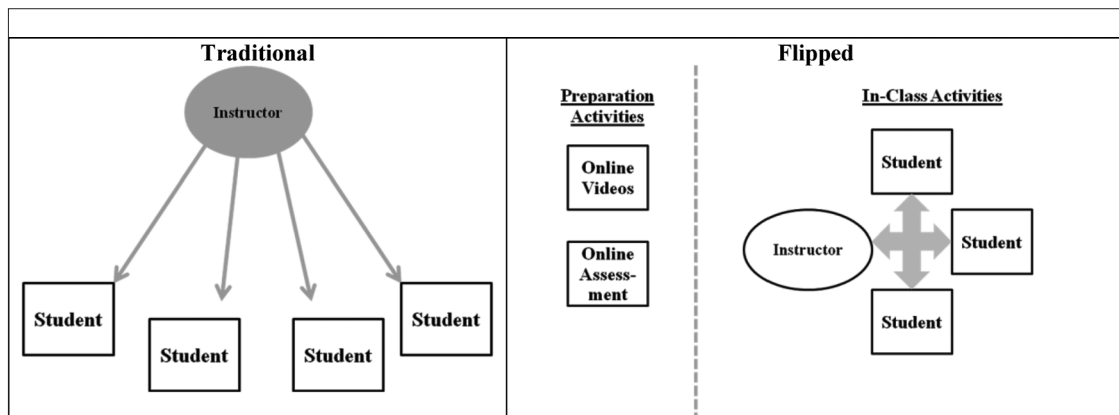 Traditional
Instructor
Student
Student
Student
Student
Flipped
Preparation
Activities
Online
Videos
Online
Assess-
ment
In-Class Activities
Student
Instructor
Student
Student